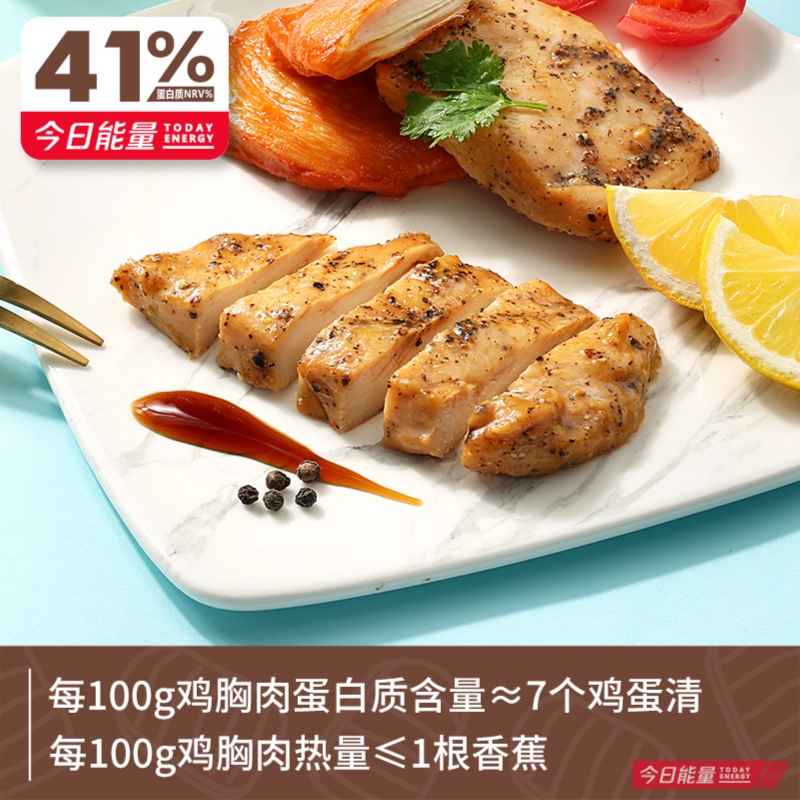 41%
蛋白质NRV%
今日能量 TODAY ENERGY
每100g鸡胸肉蛋白质含量≈7个鸡蛋清
每100g鸡胸肉热量≤1根香蕉
今日能量 TODAY ENERGY